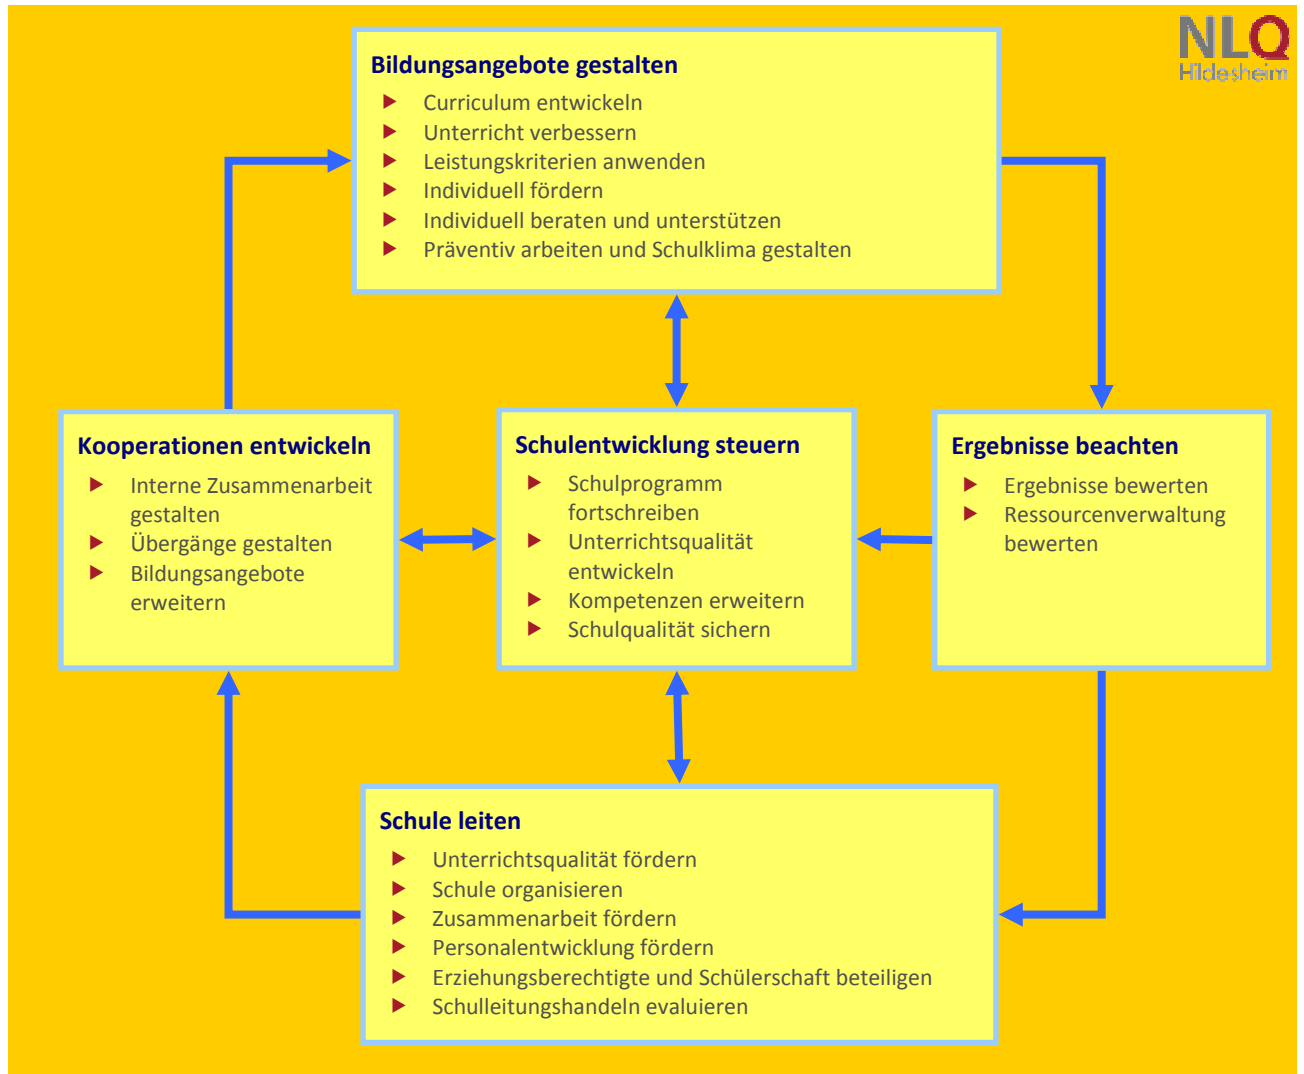 NLQ
Hildesheim
Bildungsangebote gestalten
Curriculum entwickeln
Unterricht verbessern
Leistungskriterien anwenden
Individuell fördern
Individuell beraten und unterstützen
Präventiv arbeiten und Schulklima gestalten
Kooperationen entwickeln
Interne Zusammenarbeit
gestalten
Übergänge gestalten
Bildungsangebote
erweitern
Schulentwicklung steuern
Schulprogramm
fortschreiben
Unterrichtsqualität
entwickeln
Kompetenzen erweitern
Schulqualität sichern
Ergebnisse beachten
Ergebnisse bewerten
Ressourcenverwaltung
bewerten
Schule leiten
Unterrichtsqualität fördern
Schule organisieren
Zusammenarbeit fördern
Personalentwicklung fördern
Erziehungsberechtigte und Schülerschaft beteiligen
Schulleitungshandeln evaluieren